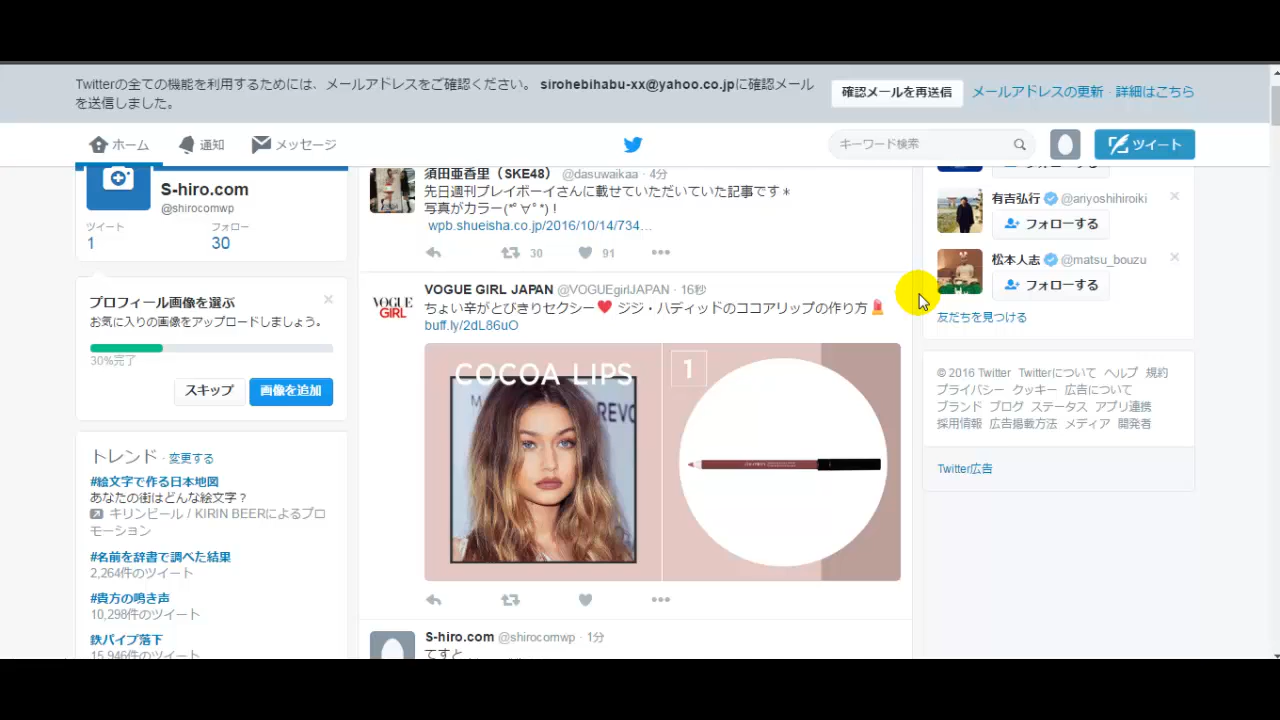 Twitterの全ての機能を利用するためには、メールアドレスをご確認ください。 sirohebihabu-xx@yahoo.co.jpに確認メール
を送信しました。
確認メールを再送信
メールアドレスの更新 · 詳細はこちら
ホーム
通知
メッセージ
キーワード検索
ツイート
S-hiro.com
@shirocomwp
ツイート
フォロー
1
30
プロフィール画像を選ぶ
お気に入りの画像をアップロードしましょう。
30%完了
スキップ
画像を追加
トレンド · 変更する
#絵文字で作る日本地図
あなたの街はどんな絵文字？
キリンビール / KIRIN BEERによるプロ
モーション
#名前を辞書で調べた結果
2,264件のツイート
#貴方の鳴き声
10,298件のツイート
鉄パイプ落下
15,946件のツイート
須田亜香里（SKE48） @dasuwaikaa · 4分
先日週刊プレイボーイさんに載せていただいていた記事です＊
写真がカラー(*ﾟ∀ﾟ*)！
wpb.shueisha.co.jp/2016/10/14/734…
30
91
VOGUE GIRL
VOGUE GIRL JAPAN @VOGUEgirlJAPAN · 16秒
ちょい辛がとびきりセクシー❤ ジジ・ハディッドのココアリップの作り方💄
buff.ly/2dL86uO
COCOA LIPS
1
S-hiro.com @shirocomwp · 1分
てすと
有吉弘行 @ariyoshihiroiki
フォローする
松本人志 @matsu_bouzu
フォローする
友だちを見つける
© 2016 Twitter Twitterについて ヘルプ 規約
プライバシー クッキー 広告について
ブランド ブログ ステータス アプリ連携
採用情報 広告掲載方法 メディア 開発者
Twitter広告